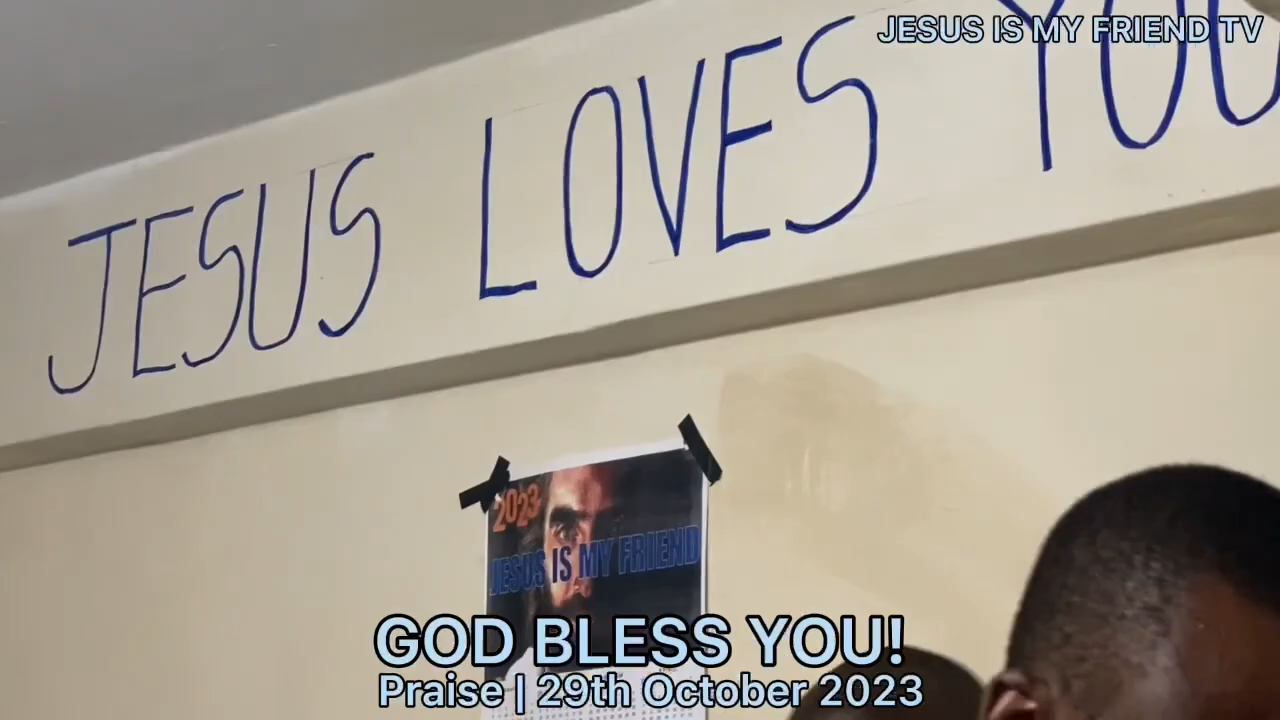 JESUS IS MY FRIEND TV
JESUS LOVES YOU
2023
JESUS IS MY FRIEND
GOD BLESS YOU!
Praise | 29th October 2023